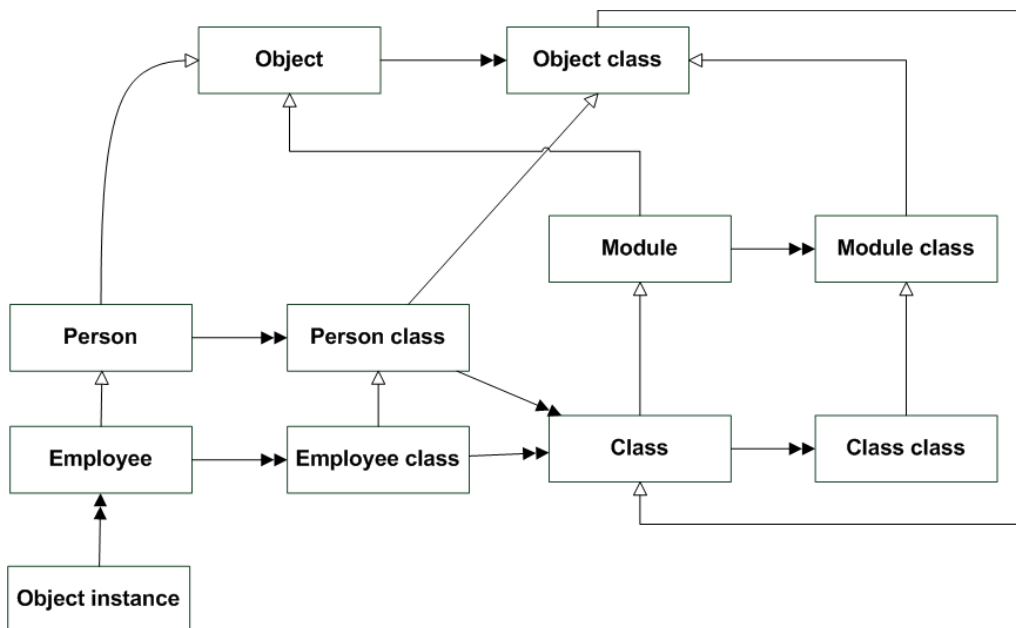 Object
Object class
Module
Module class
Person
Person class
Employee
Employee class
Class
Class class
Object instance